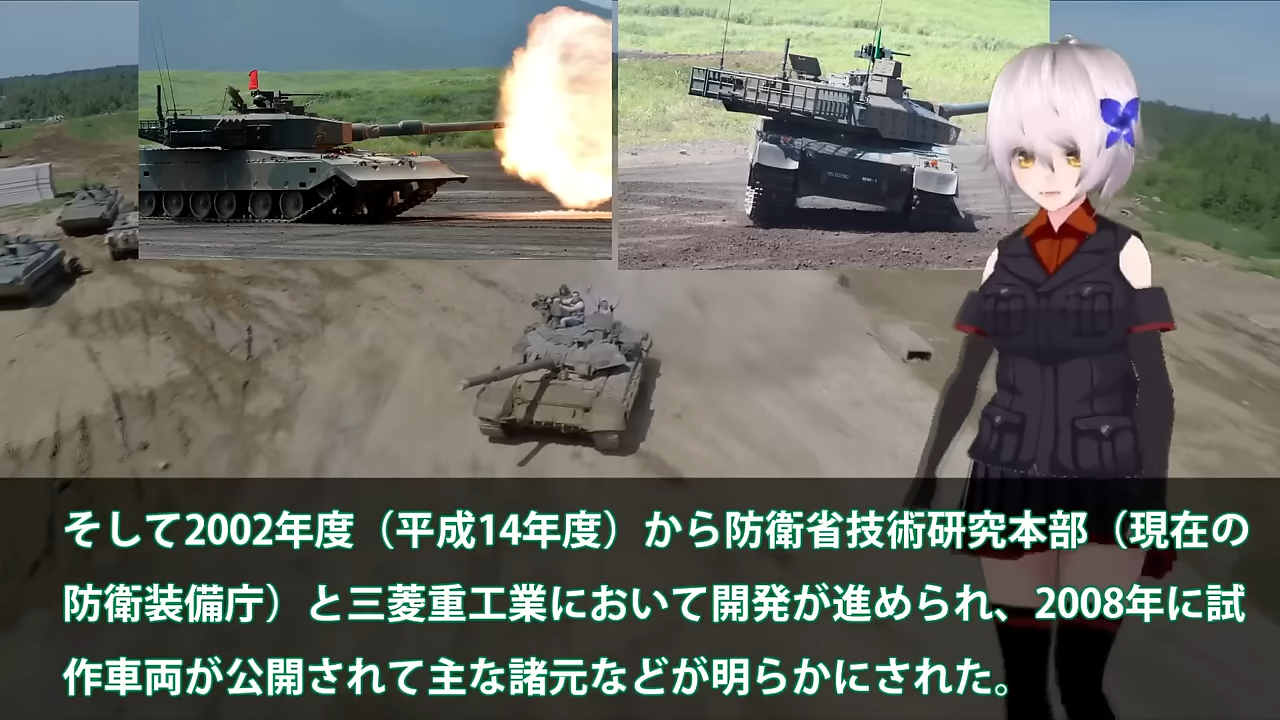 そして2002年度（平成14年度）から防衛省技術研究本部（現在の
防衛装備庁）と三菱重工業において開発が進められ、2008年に試
作車両が公開されて主な諸元などが明らかにされた。